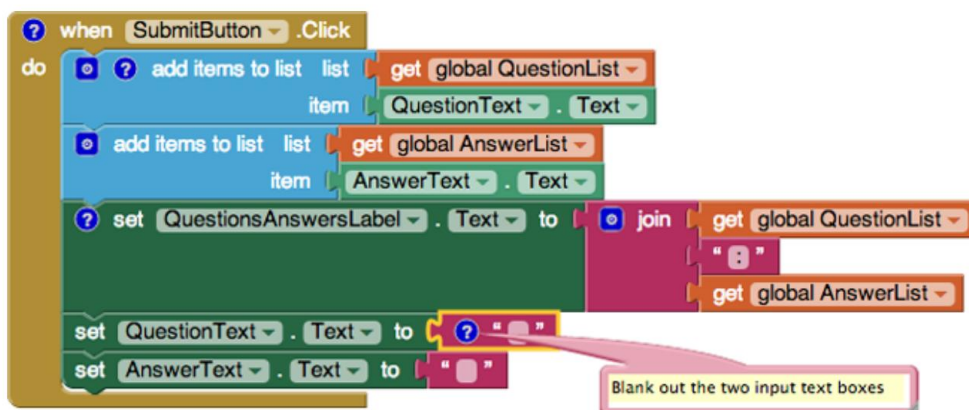 ? when SubmitButton .Click
do ? add items to list list get global QuestionList
item QuestionText . Text
add items to list list get global AnswerList
item AnswerText . Text
? set QuestionsAnswersLabel . Text to join get global QuestionList
" : "
get global AnswerList
set QuestionText . Text to ? " "
set AnswerText . Text to " "
Blank out the two input text boxes